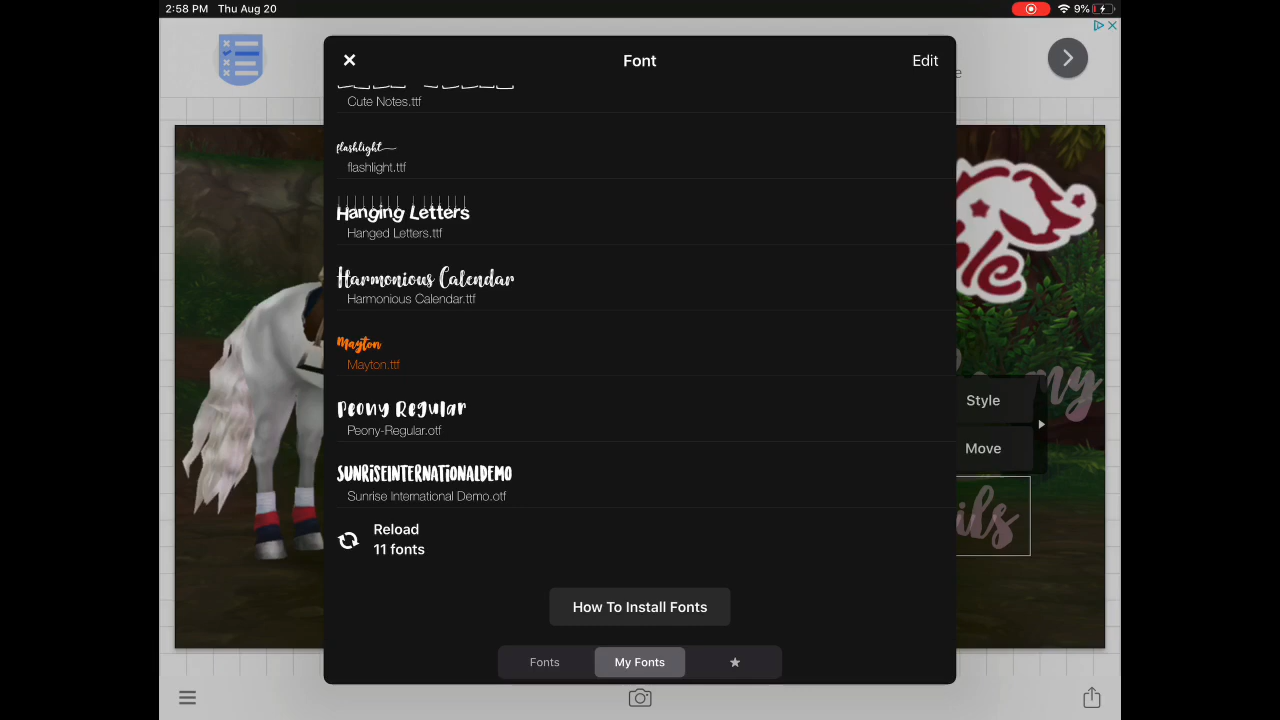 2:58 PM Thu Aug 20
9%
Font
Edit
Cute Notes.ttf
flashlight
flashlight.ttf
Hanging Letters
Hanged Letters.ttf
Harmonious Calendar
Harmonious Calendar.ttf
Mayton
Mayton.ttf
Peony Regular
Peony-Regular.otf
SUNRiSEINTERNATiONALDEMO
Sunrise International Demo.otf
Reload
11 fonts
How To Install Fonts
Fonts
My Fonts
Style
Move